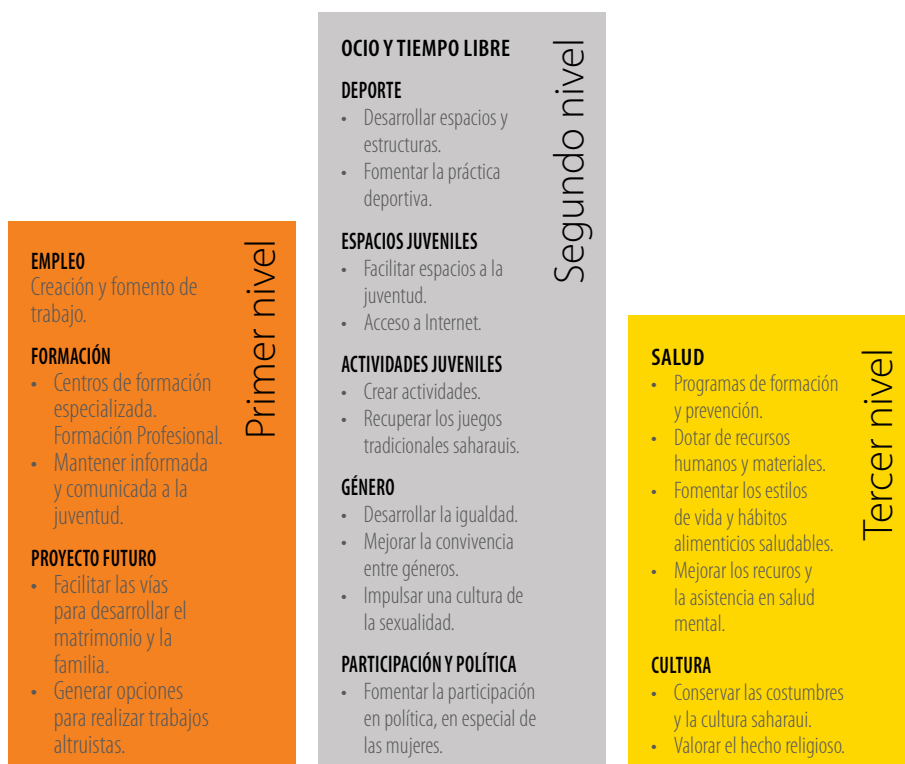 EMPLEO
Creación y fomento de
trabajo.
FORMACIÓN
• Centros de formación
especializada.
Formación Profesional.
• Mantener informada
y comunicada a la
juventud.
PROYECTO FUTURO
• Facilitar las vías
para desarrollar el
matrimonio y la
familia.
• Generar opciones
para realizar trabajos
altruistas.
Primer nivel
OCIO Y TIEMPO LIBRE
DEPORTE
• Desarrollar espacios y
estructuras.
• Fomentar la práctica
deportiva.
ESPACIOS JUVENILES
• Facilitar espacios a la
juventud.
• Acceso a Internet.
ACTIVIDADES JUVENILES
• Crear actividades.
• Recuperar los juegos
tradicionales saharauis.
GÉNERO
• Desarrollar la igualdad.
• Mejorar la convivencia
entre géneros.
• Impulsar una cultura de
la sexualidad.
PARTICIPACIÓN Y POLÍTICA
• Fomentar la participación
en política, en especial de
las mujeres.
Segundo nivel
SALUD
• Programas de formación
y prevención.
• Dotar de recursos
humanos y materiales.
• Fomentar los estilos
de vida y hábitos
alimenticios saludables.
• Mejorar los recuros y
la asistencia en salud
mental.
CULTURA
• Conservar las costumbres
y la cultura saharaui.
• Valorar el hecho religioso.
Tercer nivel